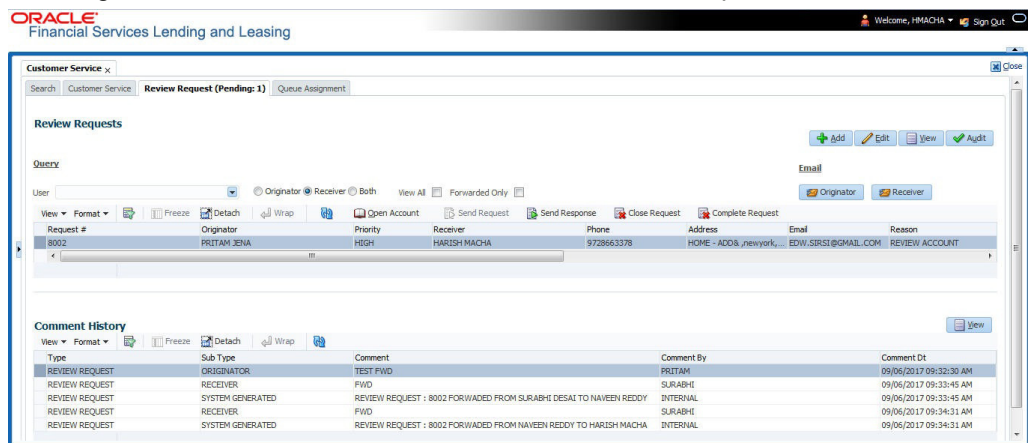 ORACLE
Financial Services Lending and Leasing
Welcome, HMACHA Sign Out
Customer Service x
Close
Search Customer Service Review Request (Pending: 1) Queue Assignment
Review Requests
Add Edit View Audit
Query Email
User Originator Receiver Both View All Forwarded Only Originator Receiver
View Format Freeze Detach Wrap Open Account Send Request Send Response Close Request Complete Request
Request # Originator Priority Receiver Phone Address Email Reason
8002 PRITAM JENA HIGH HARISH MACHA 9728663378 HOME - ADD& ,newyork,... EDW.SIRSI@GMAIL.COM REVIEW ACCOUNT
Comment History
View
View Format Freeze Detach Wrap
Type Sub Type Comment Comment By Comment Dt
REVIEW REQUEST ORIGINATOR TEST FWD PRITAM 09/06/2017 09:32:30 AM
REVIEW REQUEST RECEIVER FWD SURABHI 09/06/2017 09:33:45 AM
REVIEW REQUEST SYSTEM GENERATED REVIEW REQUEST : 8002 FORWADED FROM SURABHI DESAI TO NAVEEN REDDY INTERNAL 09/06/2017 09:33:45 AM
REVIEW REQUEST RECEIVER FWD SURABHI 09/06/2017 09:34:31 AM
REVIEW REQUEST SYSTEM GENERATED REVIEW REQUEST : 8002 FORWADED FROM NAVEEN REDDY TO HARISH MACHA INTERNAL 09/06/2017 09:34:31 AM